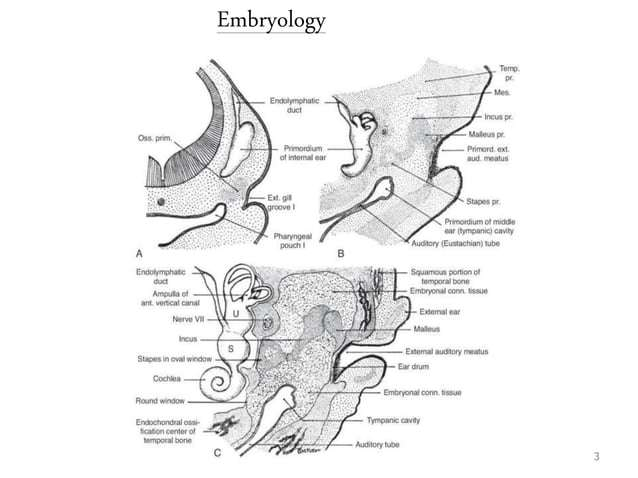 Embryology
Endolymphatic
duct
Oss. prim.
Primordium
of internal ear
Ext. gill
groove I
Pharyngeal
pouch I
A
Temp.
pr.
Mes.
Incus pr.
Malleus pr.
Primord. ext.
aud. meatus
Stapes pr.
Primordium of middle
ear (tympanic) cavity
Auditory (Eustachian) tube
B
Endolymphatic
duct
Ampulla of
ant. vertical canal
Nerve VII
Incus
Stapes in oval window
Cochlea
Round window
Endochondral ossi-
fication center of
temporal bone
U
S
C
Squamous portion of
temporal bone
Embryonal conn. tissue
External ear
Malleus
External auditory meatus
Ear drum
Embryonal conn. tissue
Tympanic cavity
Auditory tube
3